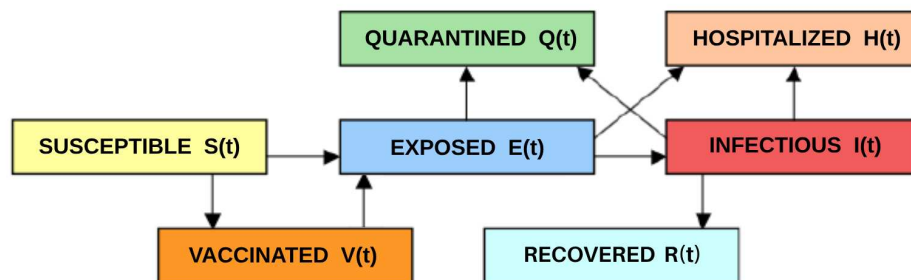 QUARANTINED Q(t)
HOSPITALIZED H(t)
SUSCEPTIBLE S(t)
EXPOSED E(t)
INFECTIOUS I(t)
VACCINATED V(t)
RECOVERED R(t)